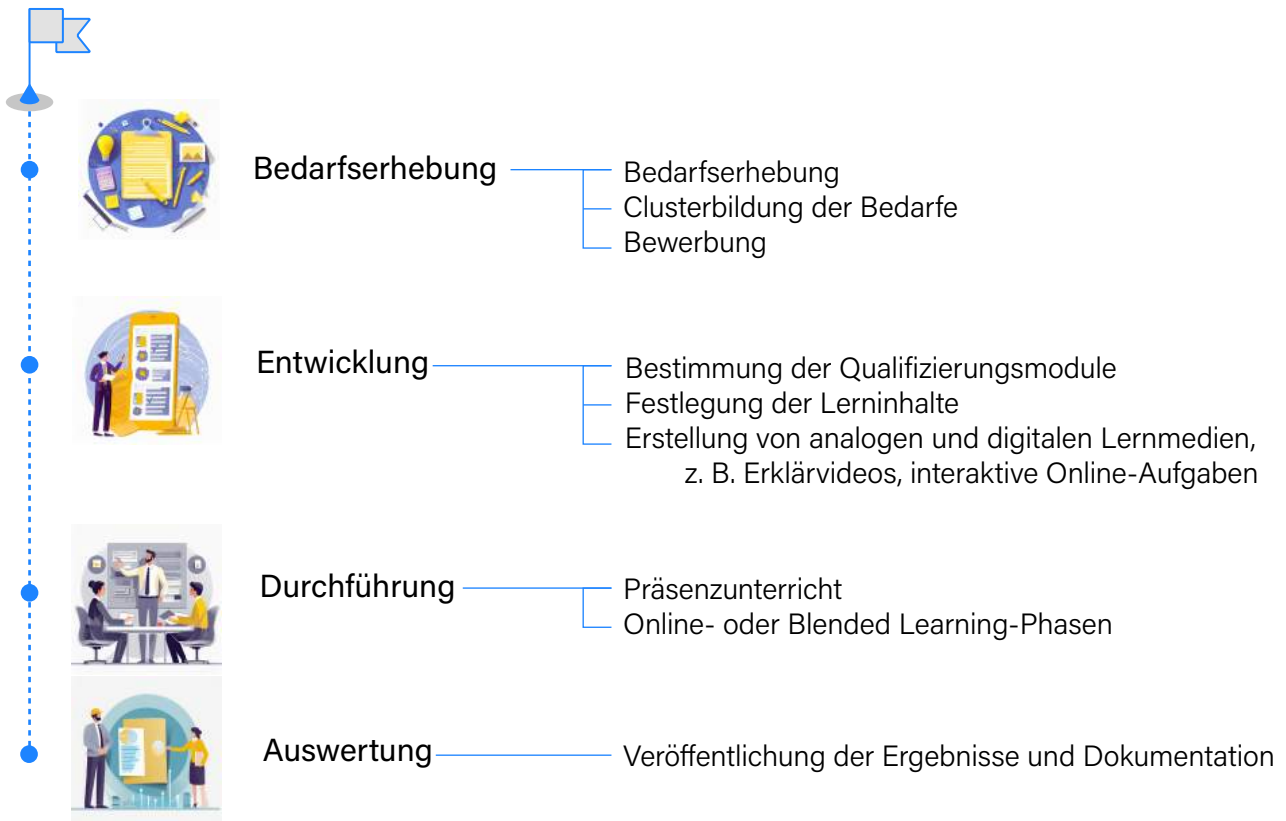 Bedarfserhebung
Bedarfserhebung
Clusterbildung der Bedarfe
Bewerbung
Entwicklung
Bestimmung der Qualifizierungsmodule
Festlegung der Lerninhalte
Erstellung von analogen und digitalen Lernmedien,
z. B. Erklärvideos, interaktive Online-Aufgaben
Durchführung
Präsenzunterricht
Online- oder Blended Learning-Phasen
Auswertung
Veröffentlichung der Ergebnisse und Dokumentation